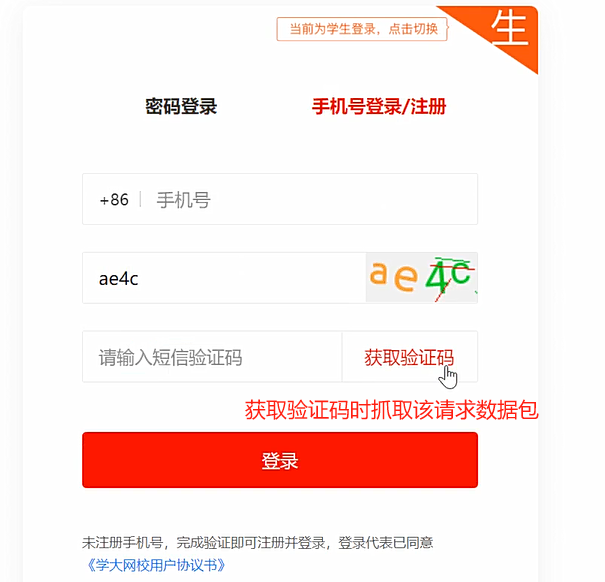 当前为学生登录，点击切换
生
密码登录
手机号登录/注册
+86
手机号
ae4c
ae4c
请输入短信验证码
获取验证码
获取验证码时抓取该请求数据包
登录
未注册手机号，完成验证即可注册并登录，登录代表已同意
《学大网校用户协议书》